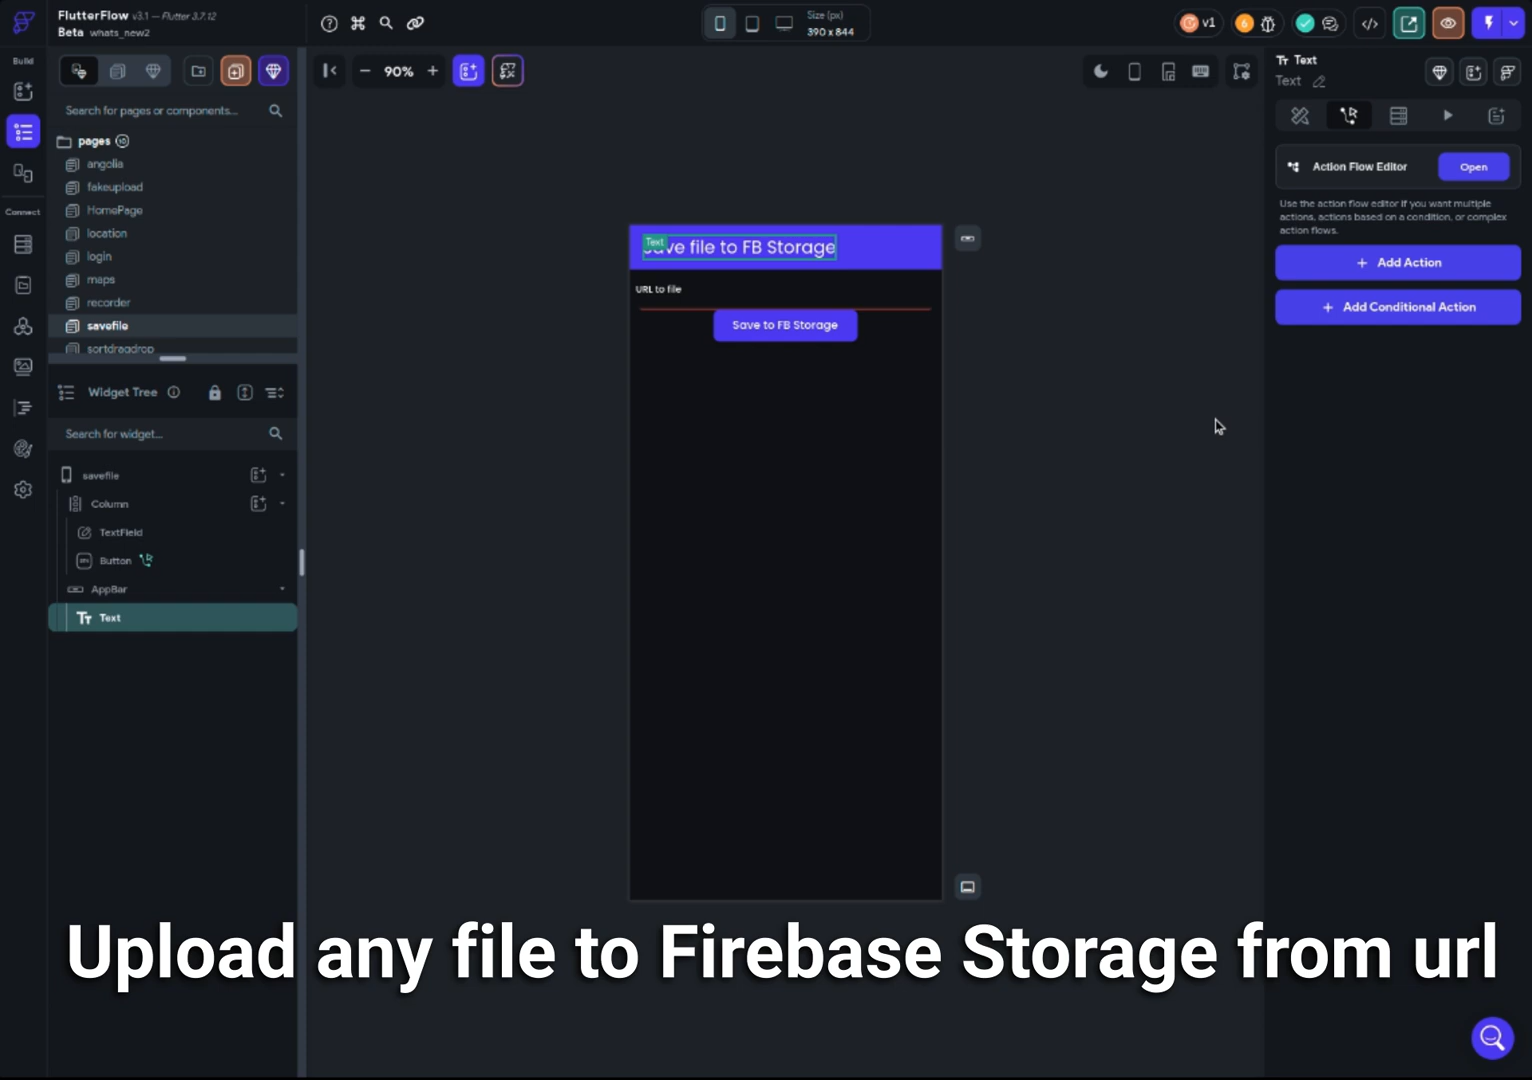 FlutterFlow v3.1 — Flutter 3.7.12
Beta whats_new2
Size (px)
390 x 844
v1
6
Build
Connect
Search for pages or components...
pages 10
angolia
fakeupload
HomePage
location
login
maps
recorder
savefile
sortdragdrop
Widget Tree
Search for widget...
savefile
Column
TextField
Button
AppBar
Text
90%
Text
Save file to FB Storage
URL to file
Save to FB Storage
Text
Text
Action Flow Editor
Open
Use the action flow editor if you want multiple
actions, actions based on a condition, or complex
action flows.
+ Add Action
+ Add Conditional Action
Upload any file to Firebase Storage from url